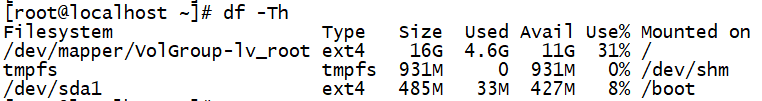 [root@localhost ~]# df -Th
Filesystem Type Size Used Avail Use% Mounted on
/dev/mapper/VolGroup-lv_root ext4 16G 4.6G 11G 31% /
tmpfs tmpfs 931M 0 931M 0% /dev/shm
/dev/sda1 ext4 485M 33M 427M 8% /boot